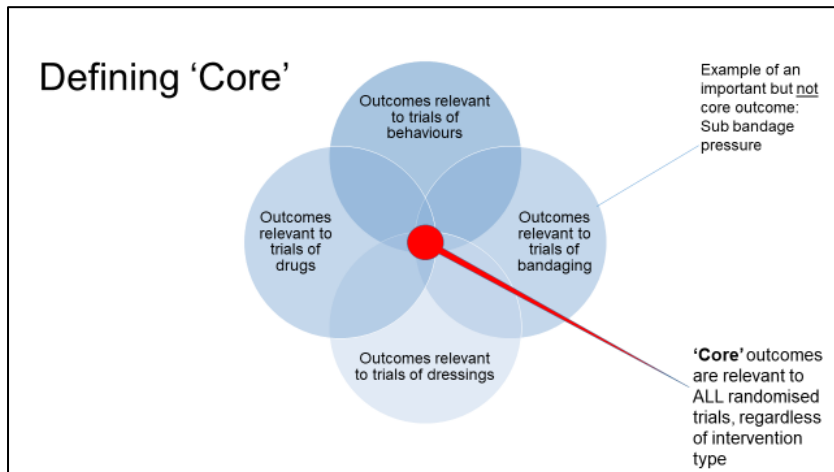 Defining ‘Core’
Example of an
important but not
core outcome:
Sub bandage
pressure
Outcomes relevant
to trials of
behaviours
Outcomes
relevant to
trials of
drugs
Outcomes
relevant to
trials of
bandaging
Outcomes relevant
to trials of dressings
‘Core’ outcomes
are relevant to
ALL randomised
trials, regardless
of intervention
type